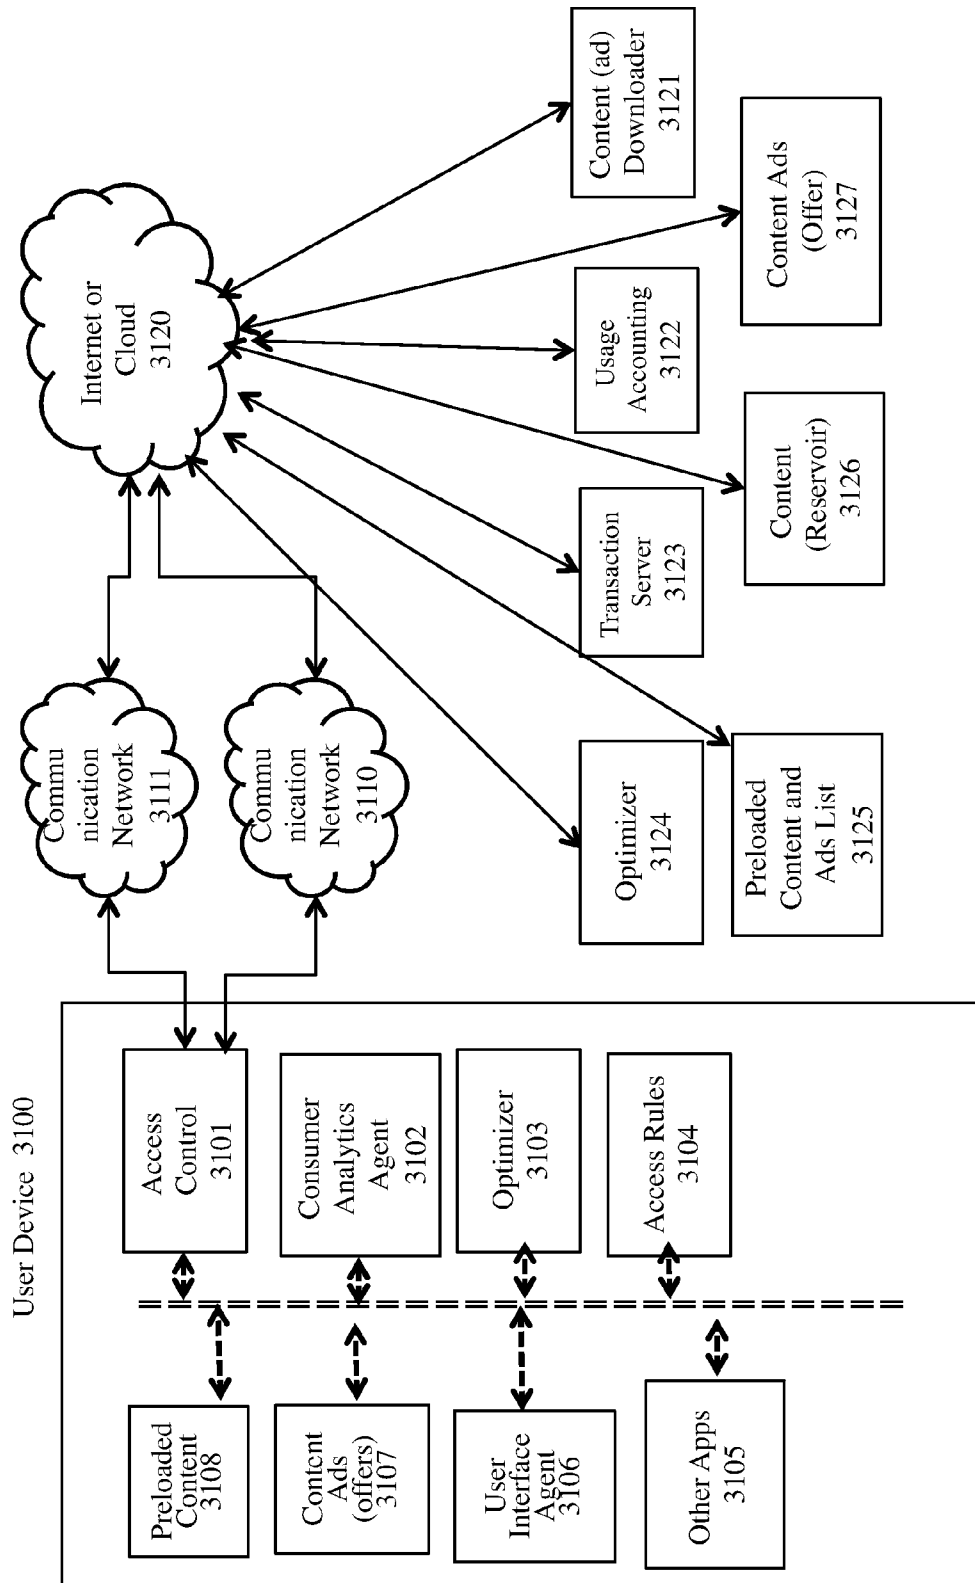 User Device 3100
Preloaded
Content
3108
Content
Ads
(offers)
3107
User
Interface
Agent
3106
Other Apps
3105
Access
Control
3101
Consumer
Analytics
Agent
3102
Optimizer
3103
Access Rules
3104
Commu
nication
Network
3111
Commu
nication
Network
3110
Internet or
Cloud
3120
Optimizer
3124
Transaction
Server
3123
Usage
Accounting
3122
Content (ad)
Downloader
3121
Preloaded
Content and
Ads List
3125
Content
(Reservoir)
3126
Content Ads
(Offer)
3127